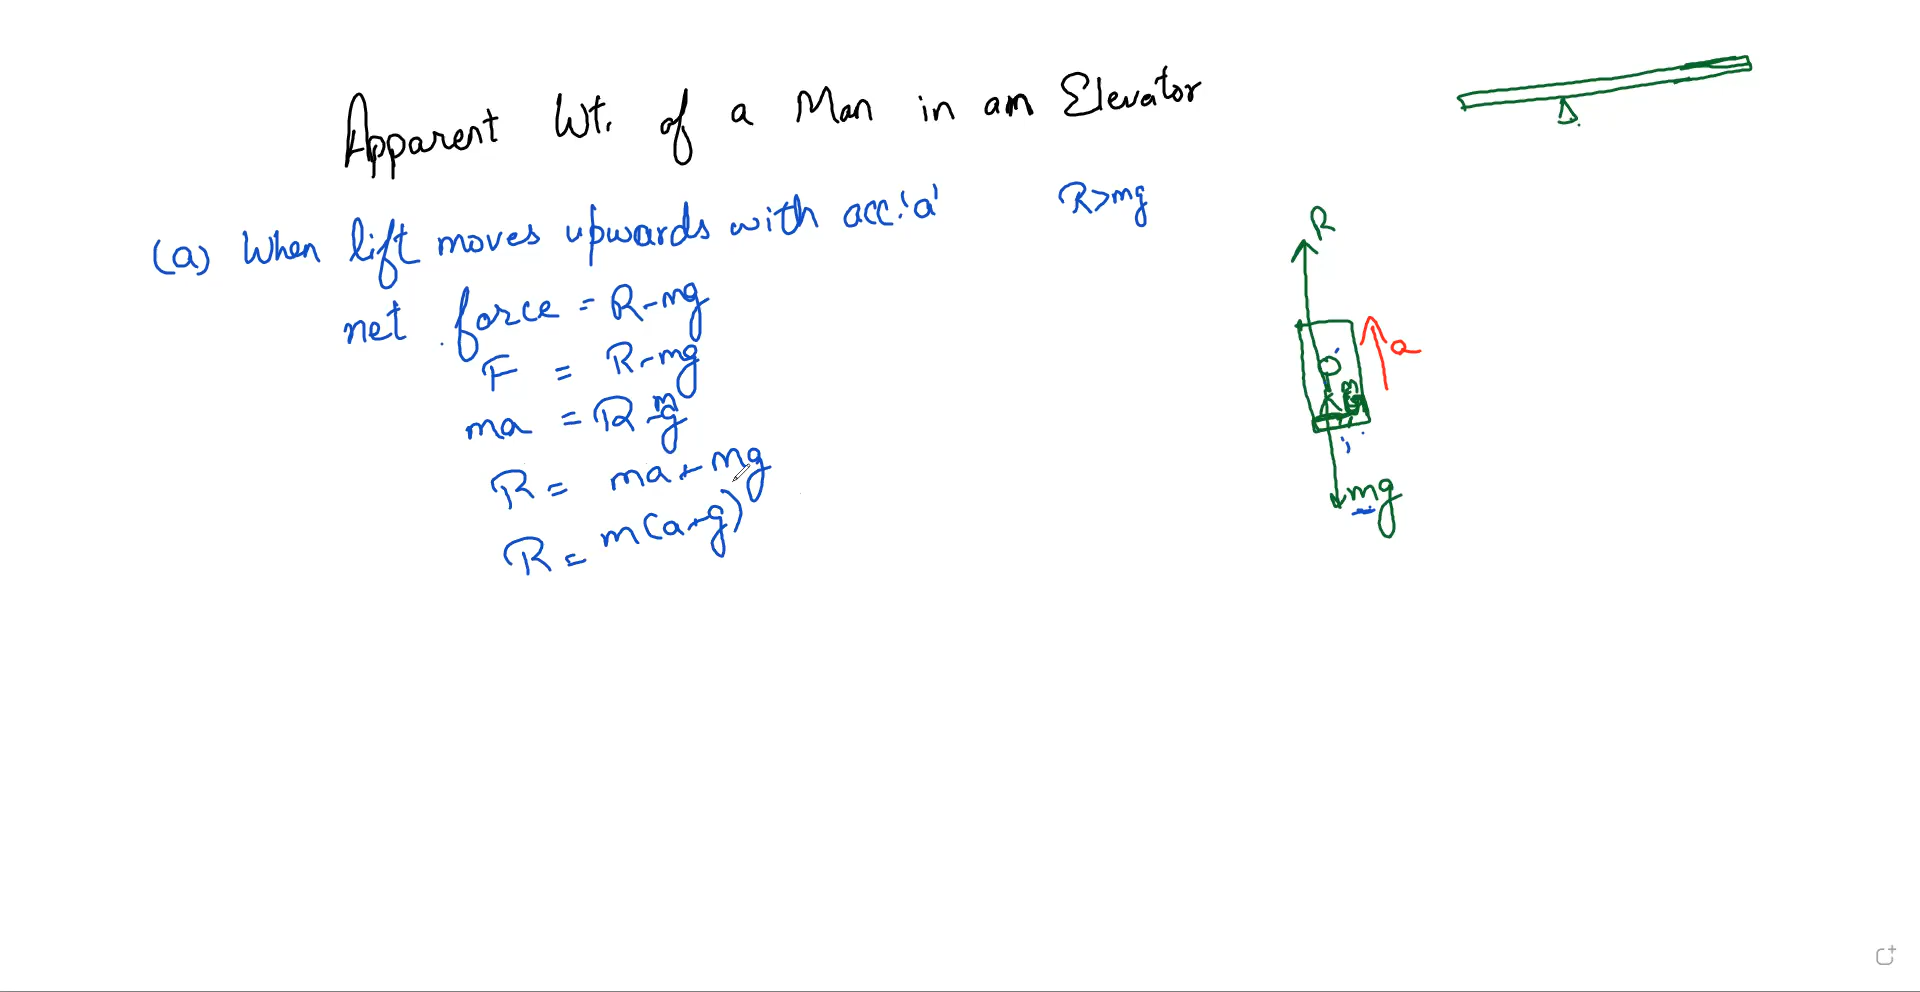 Apparent Wt. of a Man in an Elevator
(a) When lift moves upwards with acc. 'a'
R>mg
net force = R-mg
F = R-mg
ma = R-mg
R = ma+mg
R = m(a+g)
R
a
m
mg